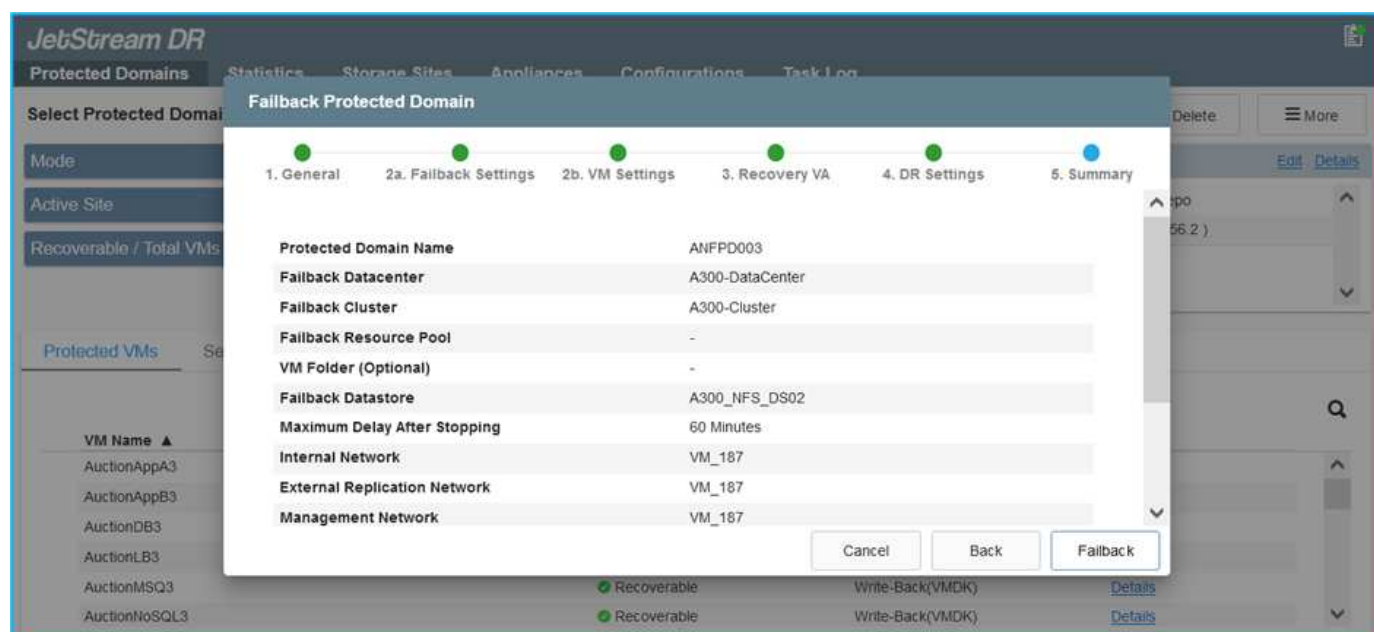 JetStream DR
Protected Domains Statistics Storage Sites Appliances Configurations Task Log
Select Protected Domai Delete More
Failback Protected Domain
Mode Edit Details
1. General 2a. Failback Settings 2b. VM Settings 3. Recovery VA 4. DR Settings 5. Summary
Active Site po
Recoverable / Total VMs 56.2 )
Protected Domain Name ANFPD003
Failback Datacenter A300-DataCenter
Failback Cluster A300-Cluster
Failback Resource Pool -
Protected VMs Se
VM Folder (Optional) -
Failback Datastore A300_NFS_DS02
Maximum Delay After Stopping 60 Minutes
VM Name ▲
Internal Network VM_187
AuctionAppA3
External Replication Network VM_187
AuctionAppB3
Management Network VM_187
AuctionDB3
AuctionLB3
Cancel Back Failback
AuctionMSQ3 Recoverable Write-Back(VMDK) Details
AuctionNoSQL3 Recoverable Write-Back(VMDK) Details